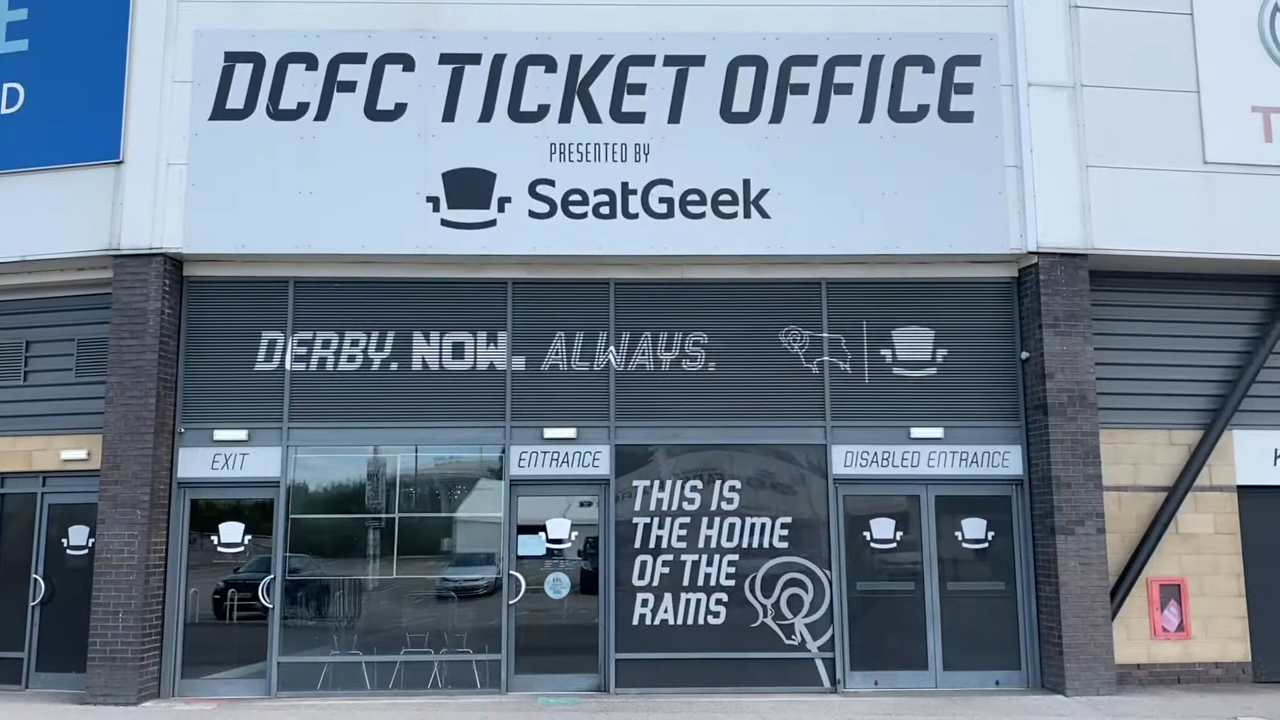 E
D
DCFC TICKET OFFICE
PRESENTED BY
SeatGeek
T
DERBY. NOW. ALWAYS.
EXIT
ENTRANCE
DISABLED ENTRANCE
K
THIS IS
THE HOME
OF THE
RAMS